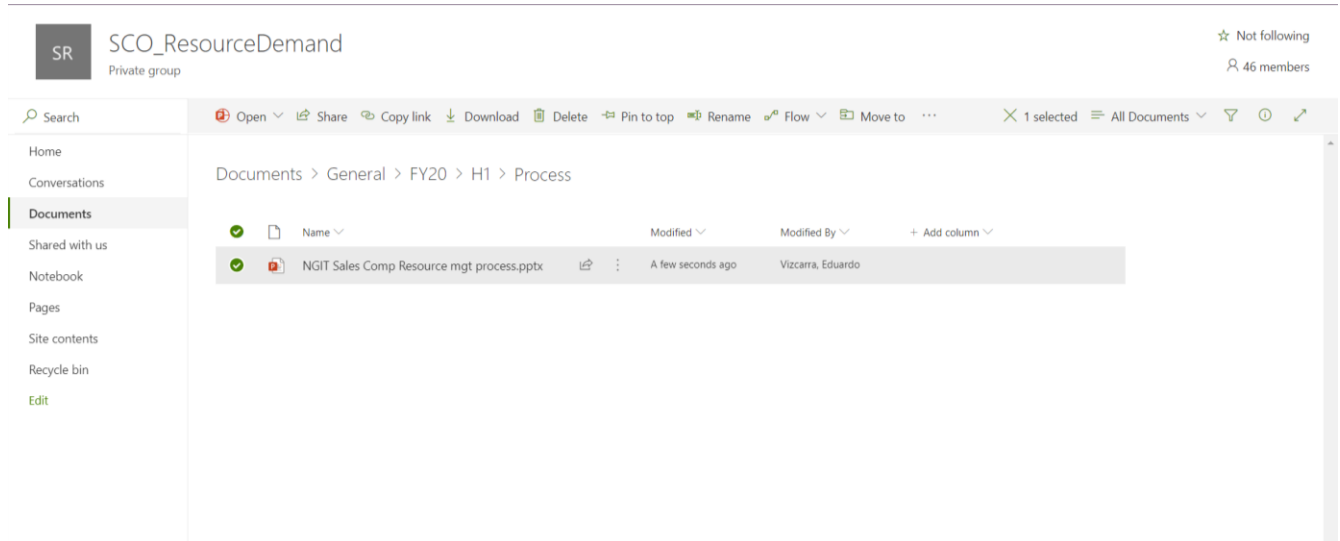 SR
SCO_ResourceDemand
Private group
Not following
46 members
Search
Open Share Copy link Download Delete Pin to top Rename Flow Move to ··· 1 selected All Documents
Home
Conversations
Documents
Shared with us
Notebook
Pages
Site contents
Recycle bin
Edit
Documents > General > FY20 > H1 > Process
Name Modified Modified By + Add column
NGIT Sales Comp Resource mgt process.pptx A few seconds ago Vizcarra, Eduardo